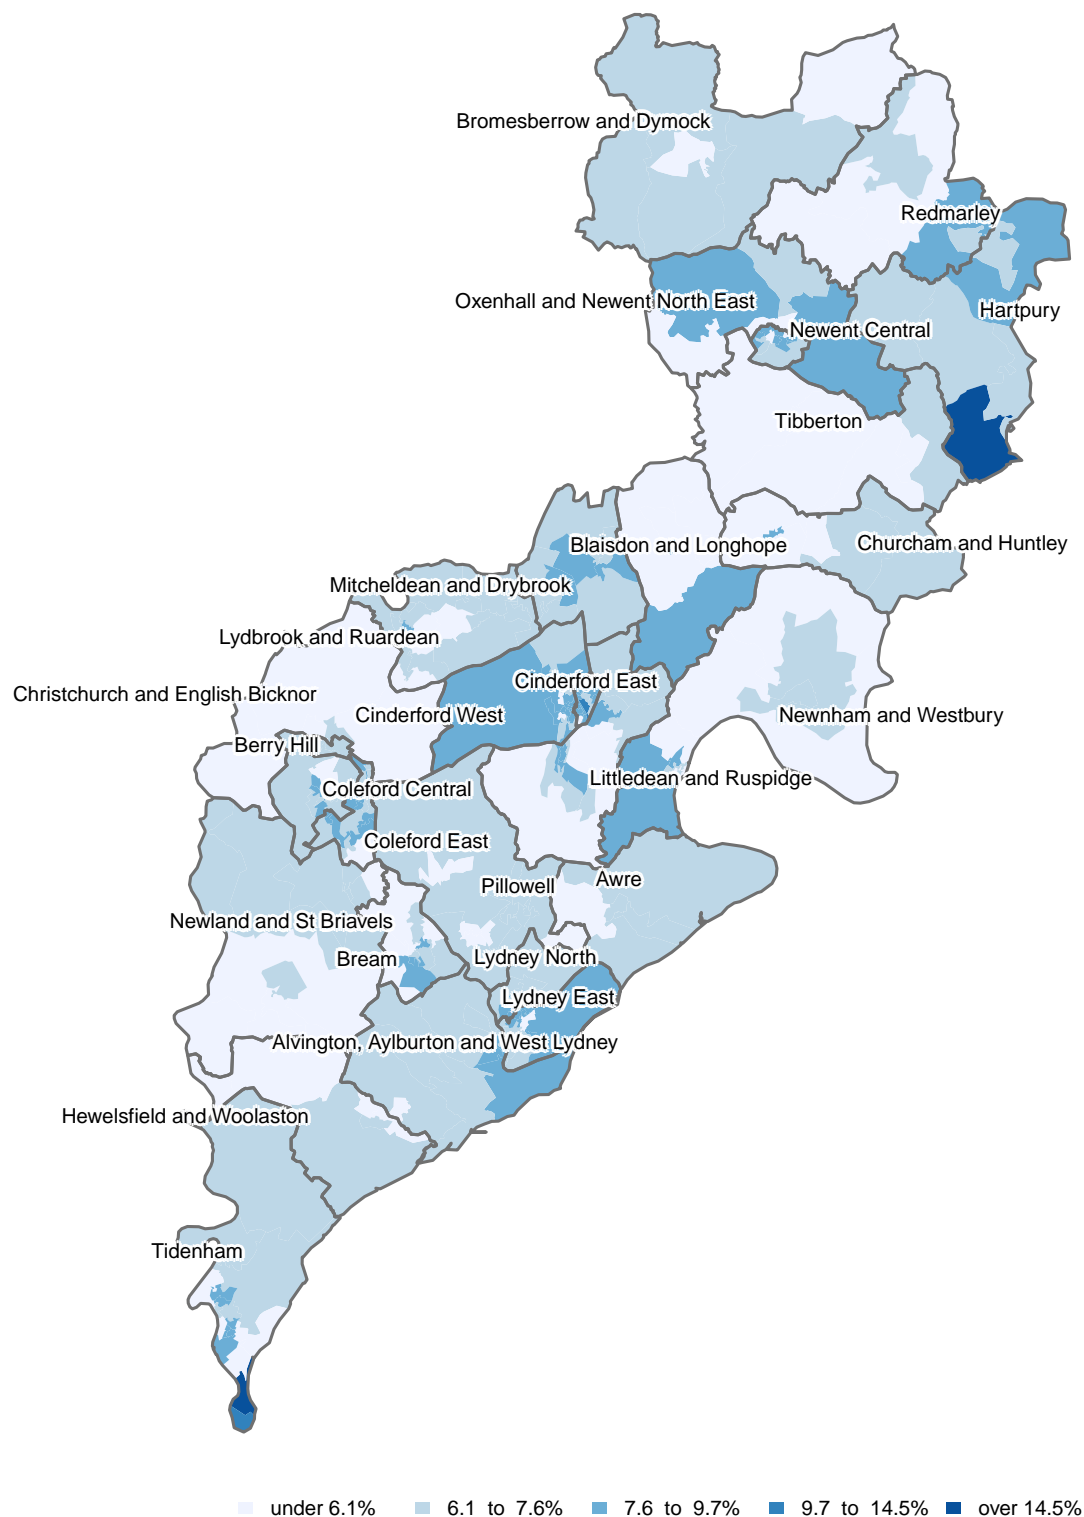 Bromesberrow and Dymock
Redmarley
Oxenhall and Newent North East
Hartpury
Newent Central
Tibberton
Blaisdon and Longhope
Churcham and Huntley
Mitcheldean and Drybrook
Lydbrook and Ruardean
Cinderford East
Christchurch and English Bicknor
Cinderford West
Newnham and Westbury
Berry Hill
Littledean and Ruspidge
Coleford Central
Coleford East
Awre
Pillowell
Newland and St Briavels
Lydney North
Bream
Lydney East
Alvington, Aylburton and West Lydney
Hewelsfield and Woolaston
Tidenham
under 6.1% 6.1 to 7.6% 7.6 to 9.7% 9.7 to 14.5% over 14.5%